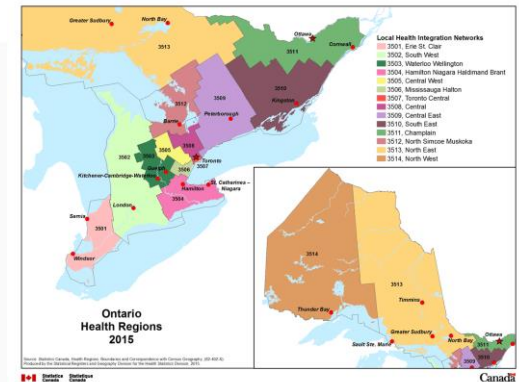 Greater Sudbury
North Bay
3513
Ottawa
3511
Cornwall
3510
Kingston
3509
Peterborough
3512
Barrie
3508
3505
Toronto
3507
3506
3502
3503
Guelph
Kitchener-Cambridge-Waterloo
Hamilton
St. Catharines –
Niagara
3504
London
Sarnia
3501
Windsor
Local Health Integration Networks
3501, Erie St. Clair
3502, South West
3503, Waterloo Wellington
3504, Hamilton Niagara Haldimand Brant
3505, Central West
3506, Mississauga Halton
3507, Toronto Central
3508, Central
3509, Central East
3510, South East
3511, Champlain
3512, North Simcoe Muskoka
3513, North East
3514, North West
3514
3513
Thunder Bay
Timmins
Greater Sudbury
North Bay
Sault Ste. Marie
Ottawa
3511
3510
3509
Ontario
Health Regions
2015
Statistics Statistique
Canada Canada
Canada